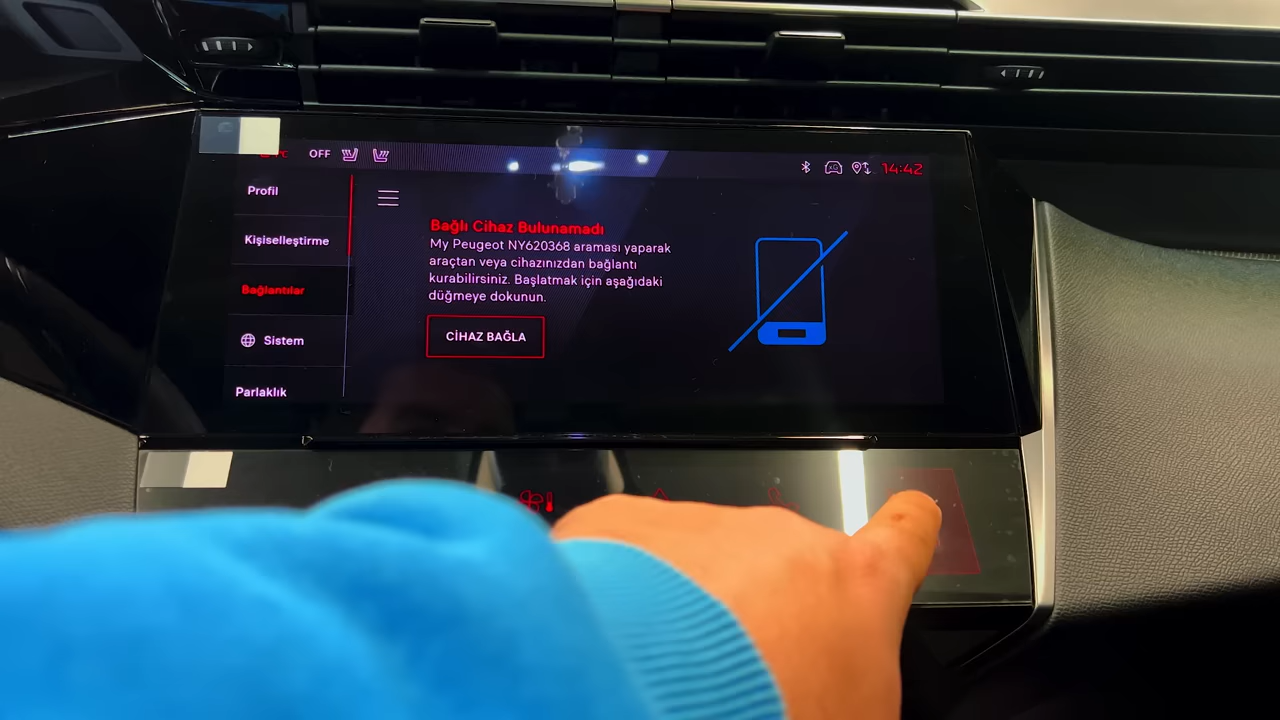 OFF
14:42
Profil
Kişiselleştirme
Bağlantılar
Sistem
Parlaklık
Bağlı Cihaz Bulunamadı
My Peugeot NY620368 araması yaparak
araçtan veya cihazınızdan bağlantı
kurabilirsiniz. Başlatmak için aşağıdaki
düğmeye dokunun.
CİHAZ BAĞLA